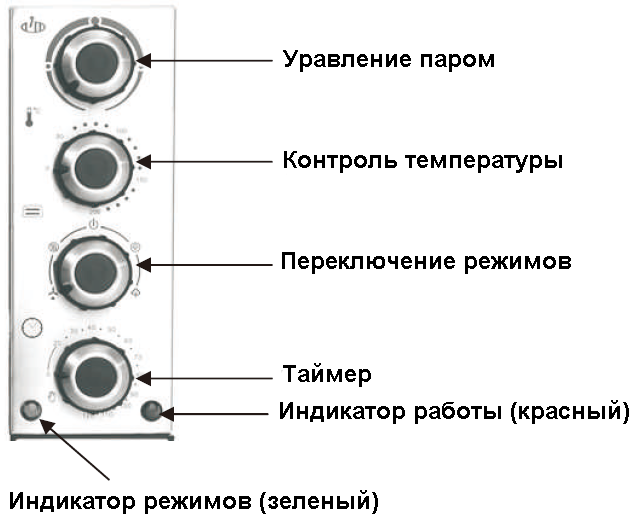 Уравление паром
°C
Контроль температуры
Переключение режимов
Таймер
Индикатор работы (красный)
Индикатор режимов (зеленый)